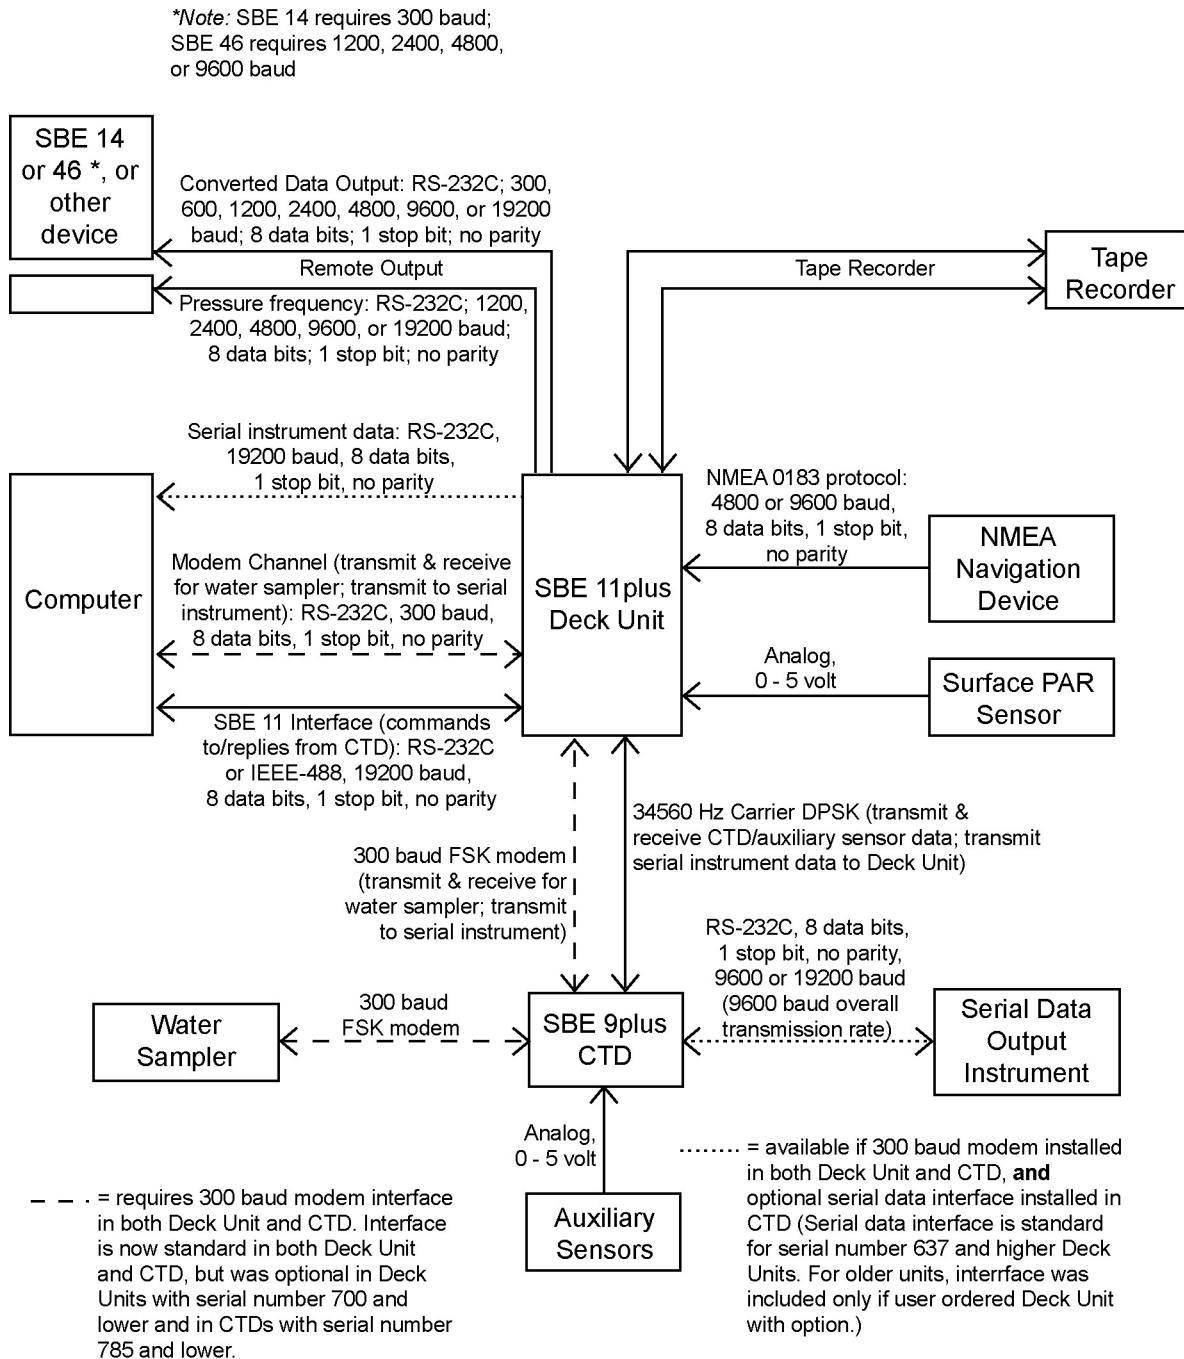 *Note: SBE 14 requires 300 baud;
SBE 46 requires 1200, 2400, 4800,
or 9600 baud
SBE 14
or 46 *, or
other
device
Converted Data Output: RS-232C; 300,
600, 1200, 2400, 4800, 9600, or 19200
baud; 8 data bits; 1 stop bit; no parity
Remote Output
Pressure frequency: RS-232C; 1200,
2400, 4800, 9600, or 19200 baud;
8 data bits; 1 stop bit; no parity
Tape Recorder
Tape
Recorder
Serial instrument data: RS-232C,
19200 baud, 8 data bits,
1 stop bit, no parity
Computer
Modem Channel (transmit & receive
for water sampler; transmit to serial
instrument): RS-232C, 300 baud,
8 data bits, 1 stop bit, no parity
SBE 11 Interface (commands
to/replies from CTD): RS-232C
or IEEE-488, 19200 baud,
8 data bits, 1 stop bit, no parity
SBE 11plus
Deck Unit
NMEA 0183 protocol:
4800 or 9600 baud,
8 data bits, 1 stop bit,
no parity
NMEA
Navigation
Device
Analog,
0 - 5 volt
Surface PAR
Sensor
34560 Hz Carrier DPSK (transmit &
receive CTD/auxiliary sensor data; transmit
serial instrument data to Deck Unit)
300 baud FSK modem
(transmit & receive for
water sampler; transmit
to serial instrument)
RS-232C, 8 data bits,
1 stop bit, no parity,
9600 or 19200 baud
(9600 baud overall
transmission rate)
Water
Sampler
300 baud
FSK modem
SBE 9plus
CTD
Serial Data
Output
Instrument
Analog,
0 - 5 volt
Auxiliary
Sensors
= requires 300 baud modem interface
in both Deck Unit and CTD. Interface
is now standard in both Deck Unit
and CTD, but was optional in Deck
Units with serial number 700 and
lower and in CTDs with serial number
785 and lower.
= available if 300 baud modem installed
in both Deck Unit and CTD, and
optional serial data interface installed in
CTD (Serial data interface is standard
for serial number 637 and higher Deck
Units. For older units, interrface was
included only if user ordered Deck Unit
with option.)